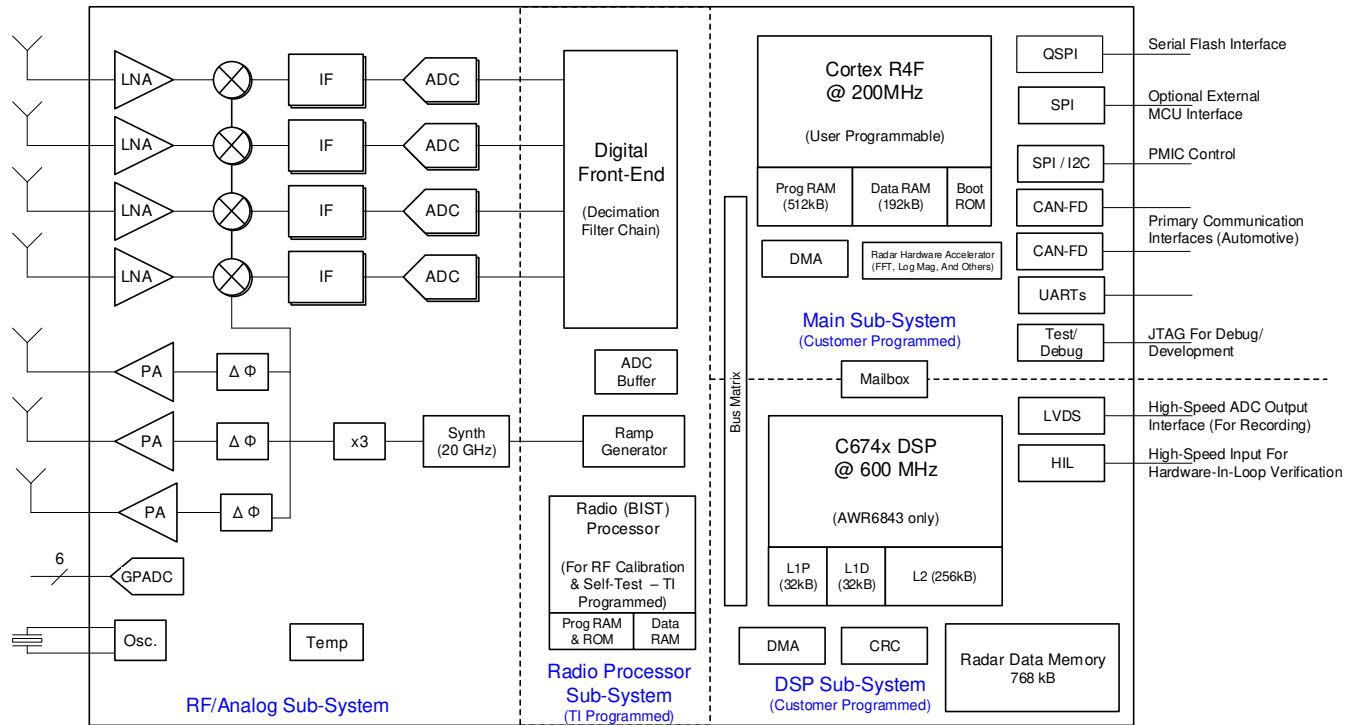 LNA
IF
ADC
LNA
IF
ADC
LNA
IF
ADC
LNA
IF
ADC
PA
Δ Φ
PA
Δ Φ
x3
Synth
(20 GHz)
PA
Δ Φ
6
GPADC
Osc.
Temp
RF/Analog Sub-System
Digital
Front-End
(Decimation
Filter Chain)
ADC
Buffer
Ramp
Generator
Radio (BIST)
Processor
(For RF Calibration
& Self-Test – TI
Programmed)
Prog RAM
& ROM
Data
RAM
Radio Processor
Sub-System
(TI Programmed)
Cortex R4F
@ 200MHz
(User Programmable)
Prog RAM
(512kB)
Data RAM
(192kB)
Boot
ROM
DMA
Radar Hardware Accelerator
(FFT, Log Mag, And Others)
Main Sub-System
(Customer Programmed)
Bus Matrix
Mailbox
C674x DSP
@ 600 MHz
(AWR6843 only)
L1P
(32kB)
L1D
(32kB)
L2 (256kB)
DMA
CRC
DSP Sub-System
(Customer Programmed)
Radar Data Memory
768 kB
QSPI
Serial Flash Interface
SPI
Optional External
MCU Interface
SPI / I2C
PMIC Control
CAN-FD
CAN-FD
Primary Communication
Interfaces (Automotive)
UARTs
Test/
Debug
JTAG For Debug/
Development
LVDS
High-Speed ADC Output
Interface (For Recording)
HIL
High-Speed Input For
Hardware-In-Loop Verification